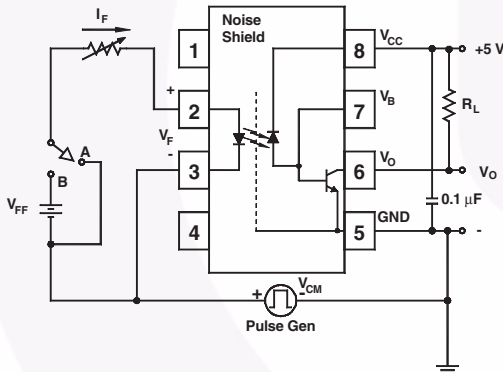 I_F
Noise
Shield
1
8
V_CC
+5 V
+
2
7
V_B
R_L
V_F
-
3
6
V_O
V_O
A
B
V_FF
0.1 μF
4
5
GND
-
+
-
V_CM
Pulse Gen